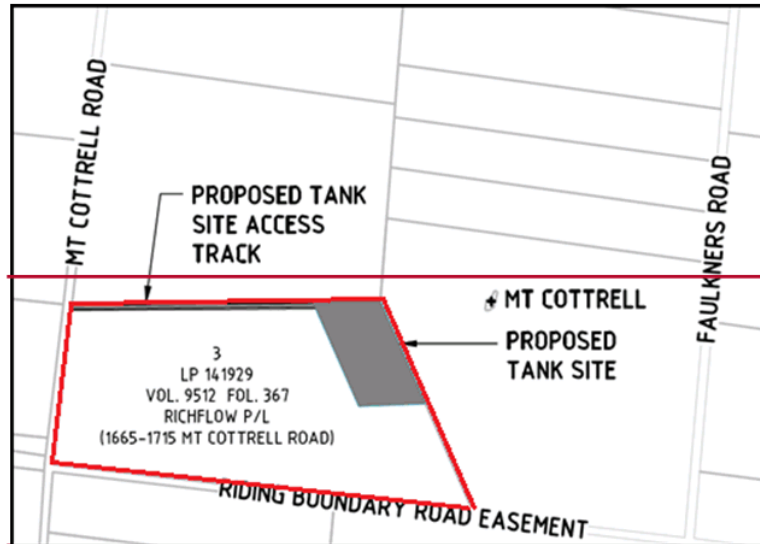 MT COTTRELL ROAD
PROPOSED TANK
SITE ACCESS
TRACK
FAULKNERS ROAD
MT COTTRELL
PROPOSED
TANK SITE
3
LP 141929
VOL. 9512 FOL. 367
RICHFLOW P/L
(1665-1715 MT COTTRELL ROAD)
RIDING BOUNDARY ROAD EASEMENT